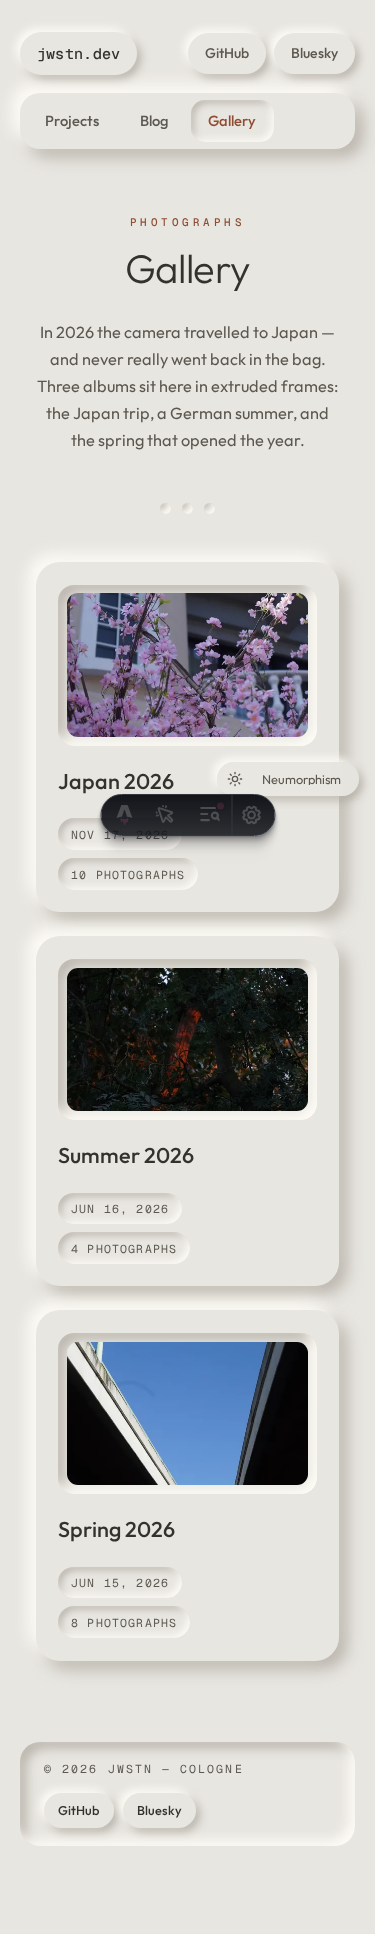 jwstn.dev
GitHub
Bluesky
Projects
Blog
Gallery
PHOTOGRAPHS
Gallery
In 2026 the camera travelled to Japan —
and never really went back in the bag.
Three albums sit here in extruded frames:
the Japan trip, a German summer, and
the spring that opened the year.
Japan 2026
Neumorphism
NOV 17, 2026
10 PHOTOGRAPHS
Summer 2026
JUN 16, 2026
4 PHOTOGRAPHS
Spring 2026
JUN 15, 2026
8 PHOTOGRAPHS
© 2026 JWSTN — COLOGNE
GitHub
Bluesky